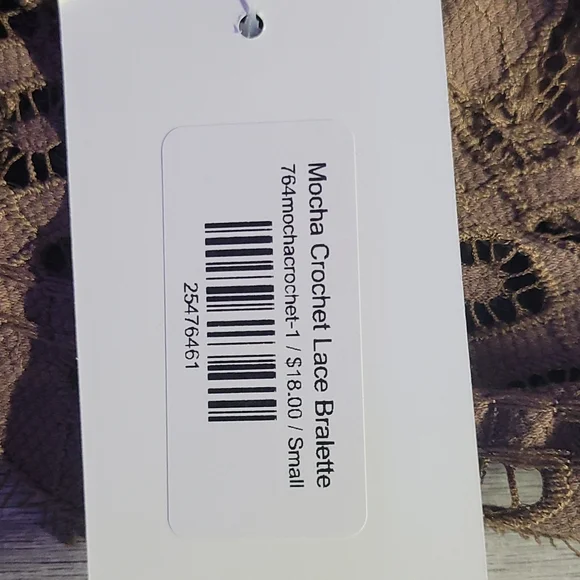 Mocha Crochet Lace Bralette
764mochacrochet-1 / $18.00 / Small
25476461